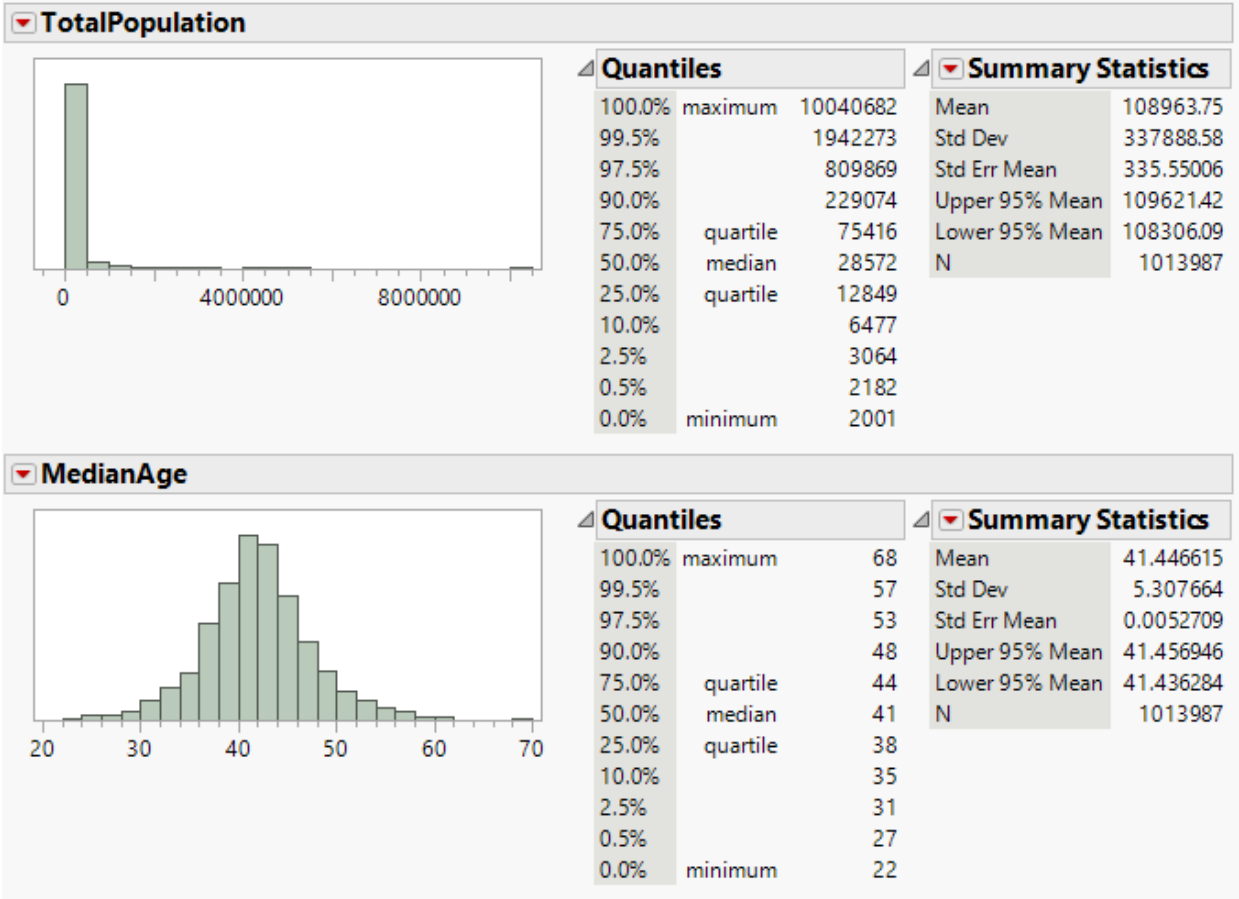 TotalPopulation
0 4000000 8000000
Quantiles
100.0% maximum 10040682
99.5% 1942273
97.5% 809869
90.0% 229074
75.0% quartile 75416
50.0% median 28572
25.0% quartile 12849
10.0% 6477
2.5% 3064
0.5% 2182
0.0% minimum 2001
Summary Statistics
Mean 108963.75
Std Dev 337888.58
Std Err Mean 335.55006
Upper 95% Mean 109621.42
Lower 95% Mean 108306.09
N 1013987
MedianAge
20 30 40 50 60 70
Quantiles
100.0% maximum 68
99.5% 57
97.5% 53
90.0% 48
75.0% quartile 44
50.0% median 41
25.0% quartile 38
10.0% 35
2.5% 31
0.5% 27
0.0% minimum 22
Summary Statistics
Mean 41.446615
Std Dev 5.307664
Std Err Mean 0.0052709
Upper 95% Mean 41.456946
Lower 95% Mean 41.436284
N 1013987